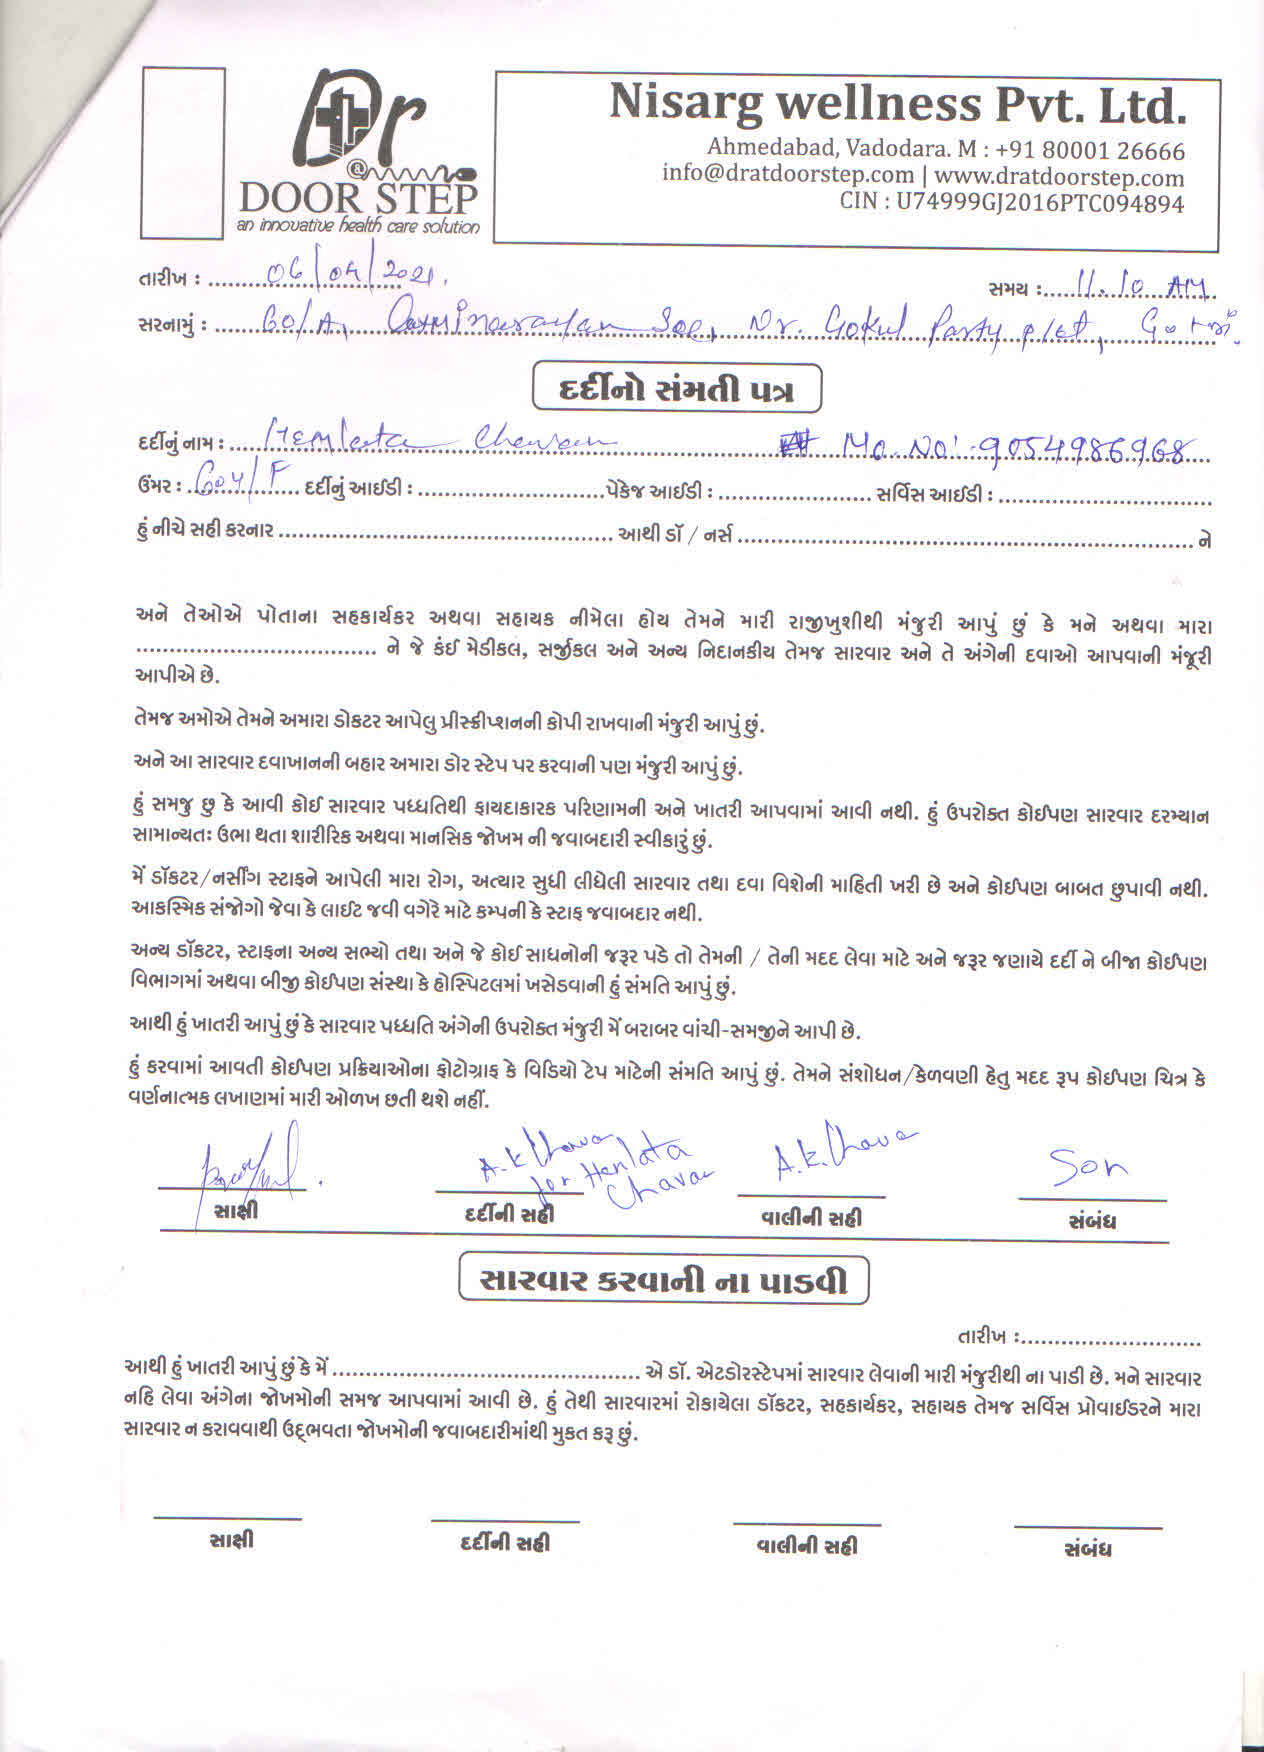 Dr
@
DOOR STEP
an innovative health care solution
Nisarg wellness Pvt. Ltd.
Ahmedabad, Vadodara. M : +91 80001 26666
info@dratdoorstep.com | www.dratdoorstep.com
CIN : U74999GJ2016PTC094894
તારીખ : 06/04/2021.
સમય : 11.10 AM
સરનામું : 60/A, Laxminarayan Soc, Nr. Gokul Party plot, Gotri.
દર્દીનો સંમતી પત્ર
દર્દીનું નામ : Hemlata Chavan Mo. No:- 9054986968
ઉંમર : 60Y/F દર્દીનું આઈડી : પેકેજ આઈડી : સર્વિસ આઈડી :
હું નીચે સહી કરનાર આથી ડૉ / નર્સ ને
અને તેઓએ પોતાના સહકાર્યકર અથવા સહાયક નીમેલા હોય તેમને મારી રાજીખુશીથી મંજુરી આપું છું કે મને અથવા મારા
ને જે કંઈ મેડીકલ, સર્જીકલ અને અન્ય નિદાનકીય તેમજ સારવાર અને તે અંગેની દવાઓ આપવાની મંજૂરી
આપીએ છે.
તેમજ અમોએ તેમને અમારા ડોકટર આપેલુ પ્રીસ્ક્રીપ્શનની કોપી રાખવાની મંજુરી આપું છું.
અને આ સારવાર દવાખાનની બહાર અમારા ડોર સ્ટેપ પર કરવાની પણ મંજુરી આપું છું.
હું સમજુ છુ કે આવી કોઈ સારવાર પધ્ધતિથી ફાયદાકારક પરિણામની અને ખાતરી આપવામાં આવી નથી. હું ઉપરોક્ત કોઈપણ સારવાર દરમ્યાન
સામાન્યતઃ ઉભા થતા શારીરિક અથવા માનસિક જોખમ ની જવાબદારી સ્વીકારું છું.
મેં ડૉકટર/નર્સીંગ સ્ટાફને આપેલી મારા રોગ, અત્યાર સુધી લીધેલી સારવાર તથા દવા વિશેની માહિતી ખરી છે અને કોઈપણ બાબત છુપાવી નથી.
આકસ્મિક સંજોગો જેવા કે લાઈટ જવી વગેરે માટે કમ્પની કે સ્ટાફ જવાબદાર નથી.
અન્ય ડૉકટર, સ્ટાફના અન્ય સભ્યો તથા અને જે કોઈ સાધનોની જરૂર પડે તો તેમની / તેની મદદ લેવા માટે અને જરૂર જણાયે દર્દી ને બીજા કોઈપણ
વિભાગમાં અથવા બીજી કોઈપણ સંસ્થા કે હોસ્પિટલમાં ખસેડવાની હું સંમતિ આપું છું.
આથી હું ખાતરી આપું છું કે સારવાર પધ્ધતિ અંગેની ઉપરોક્ત મંજુરી મેં બરાબર વાંચી-સમજીને આપી છે.
હું કરવામાં આવતી કોઈપણ પ્રક્રિયાઓના ફોટોગ્રાફ કે વિડિયો ટેપ માટેની સંમતિ આપું છું. તેમને સંશોધન/કેળવણી હેતુ મદદ રૂપ કોઈપણ ચિત્ર કે
વર્ણનાત્મક લખાણમાં મારી ઓળખ છતી થશે નહીં.
A.K Chava
for Hemlata
Chavan
A.K. Chava
Son
સાક્ષી દર્દીની સહી વાલીની સહી સંબંધ
સારવાર કરવાની ના પાડવી
તારીખ :
આથી હું ખાતરી આપું છું કે મેં એ ડૉ. એટડોરસ્ટેપમાં સારવાર લેવાની મારી મંજુરીથી ના પાડી છે. મને સારવાર
નહિ લેવા અંગેના જોખમોની સમજ આપવામાં આવી છે. હું તેથી સારવારમાં રોકાયેલા ડૉકટર, સહકાર્યકર, સહાયક તેમજ સર્વિસ પ્રોવાઈડરને મારા
સારવાર ન કરાવવાથી ઉદ્ભવતા જોખમોની જવાબદારીમાંથી મુક્ત કરૂ છું.
સાક્ષી દર્દીની સહી વાલીની સહી સંબંધ